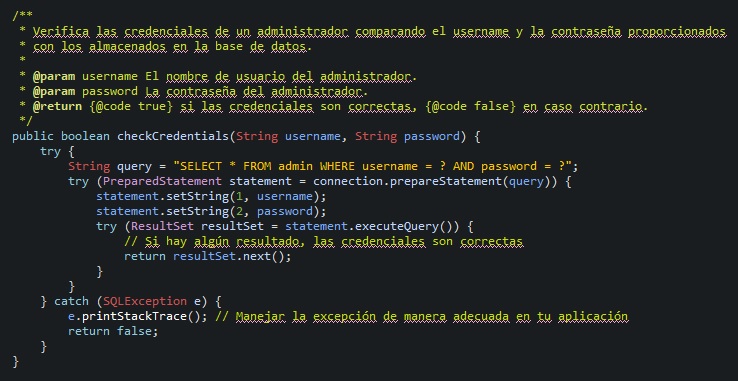 /**
 * Verifica las credenciales de un administrador comparando el username y la contraseña proporcionados
 * con los almacenados en la base de datos.
 *
 * @param username El nombre de usuario del administrador.
 * @param password La contraseña del administrador.
 * @return {@code true} si las credenciales son correctas, {@code false} en caso contrario.
 */
public boolean checkCredentials(String username, String password) {
    try {
        String query = "SELECT * FROM admin WHERE username = ? AND password = ?";
        try (PreparedStatement statement = connection.prepareStatement(query)) {
            statement.setString(1, username);
            statement.setString(2, password);
            try (ResultSet resultSet = statement.executeQuery()) {
                // Si hay algún resultado, las credenciales son correctas
                return resultSet.next();
            }
        }
    } catch (SQLException e) {
        e.printStackTrace(); // Manejar la excepción de manera adecuada en tu aplicación
        return false;
    }
}